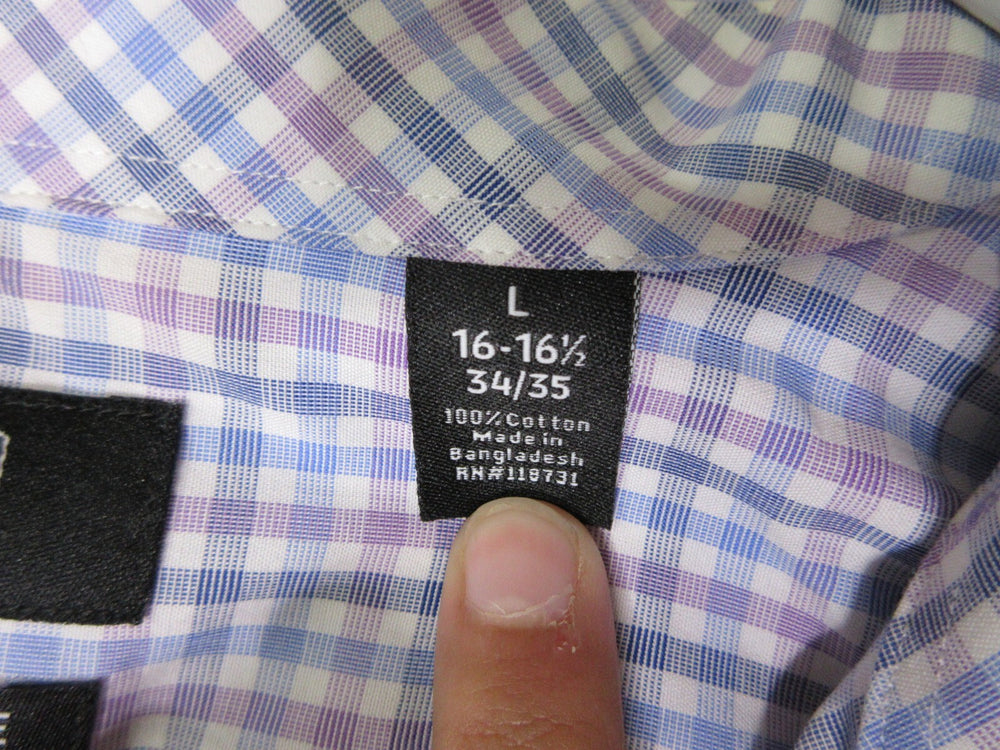 L
16-16½
34/35
100%Cotton
Made in
Bangladesh
RN#118731